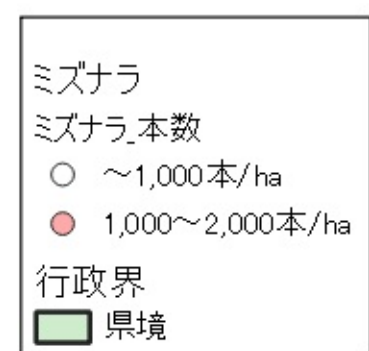 ミズナラ
ミズナラ_本数
～1,000本/ha
1,000～2,000本/ha
行政界
県境